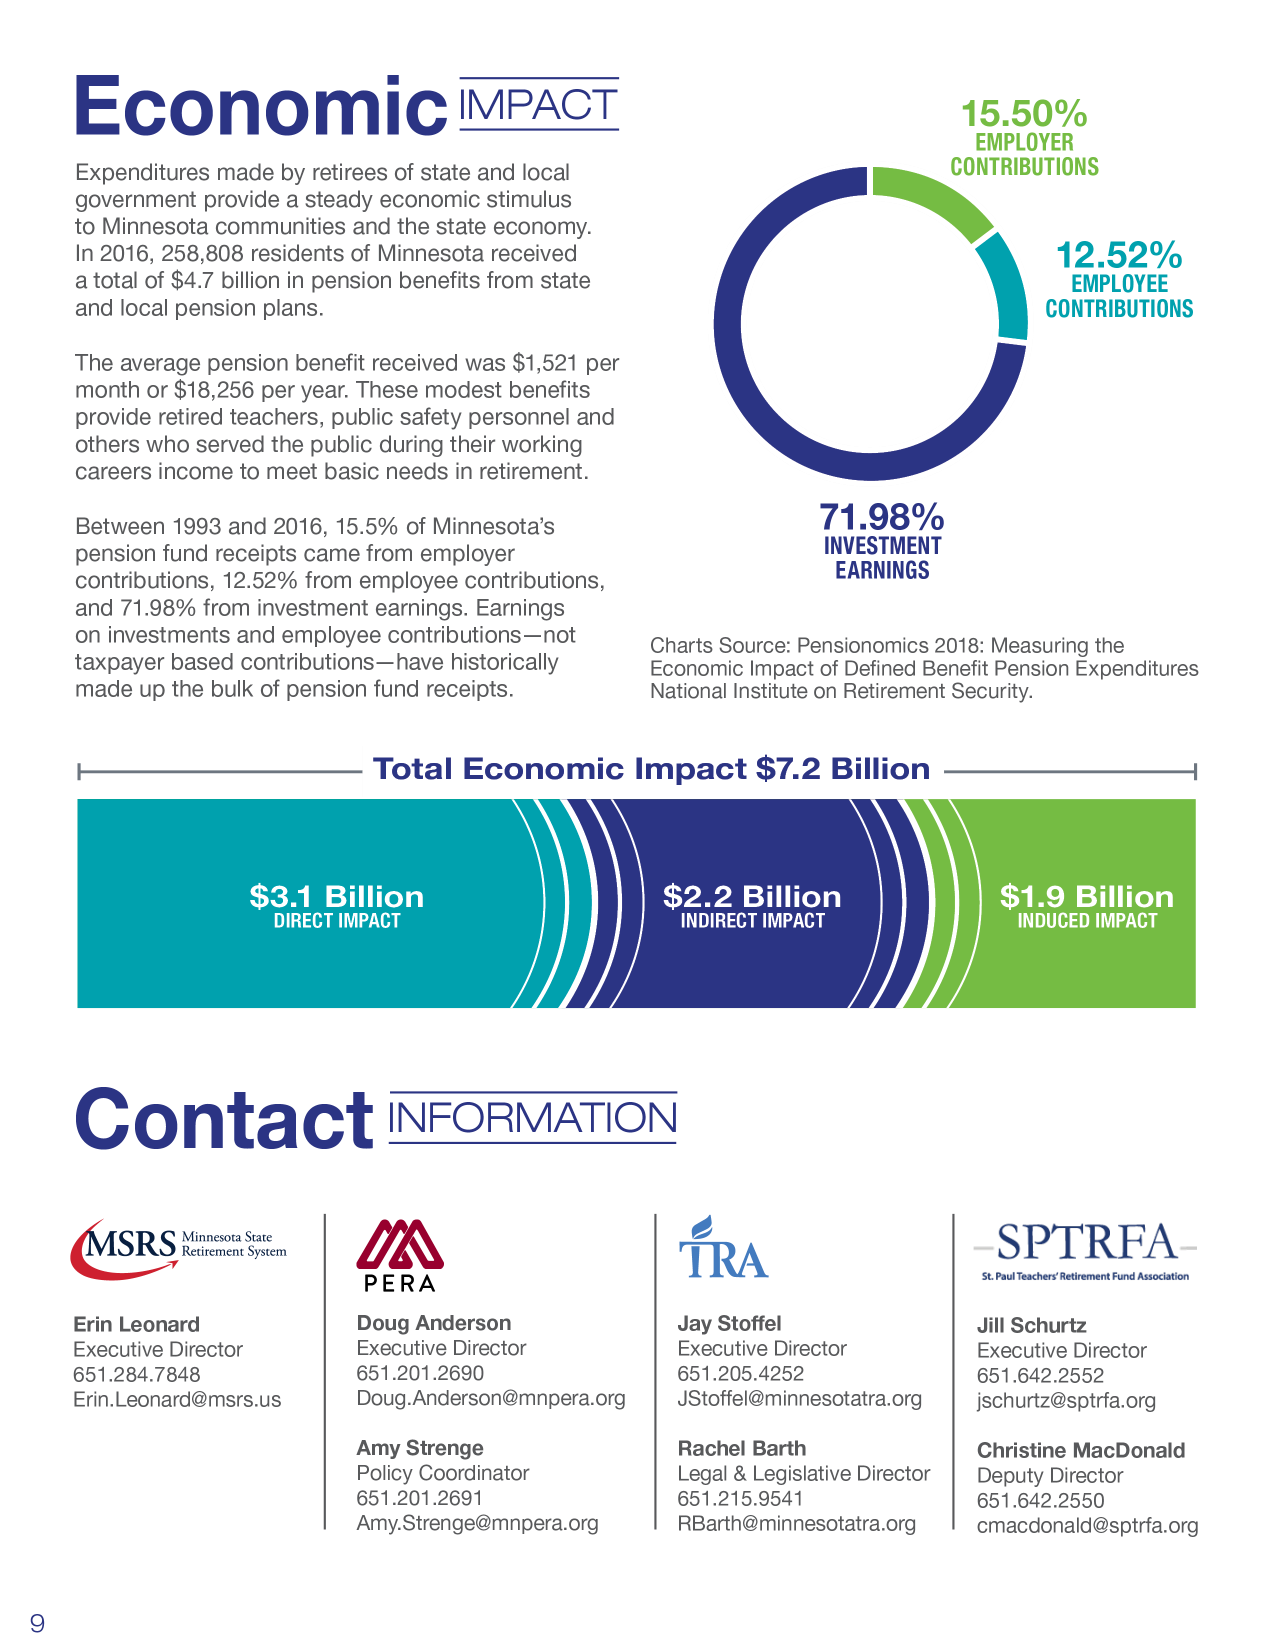 Economic IMPACT
Expenditures made by retirees of state and local
government provide a steady economic stimulus
to Minnesota communities and the state economy.
In 2016, 258,808 residents of Minnesota received
a total of $4.7 billion in pension benefits from state
and local pension plans.
The average pension benefit received was $1,521 per
month or $18,256 per year. These modest benefits
provide retired teachers, public safety personnel and
others who served the public during their working
careers income to meet basic needs in retirement.
Between 1993 and 2016, 15.5% of Minnesota’s
pension fund receipts came from employer
contributions, 12.52% from employee contributions,
and 71.98% from investment earnings. Earnings
on investments and employee contributions—not
taxpayer based contributions—have historically
made up the bulk of pension fund receipts.
15.50%
EMPLOYER
CONTRIBUTIONS
12.52%
EMPLOYEE
CONTRIBUTIONS
71.98%
INVESTMENT
EARNINGS
Charts Source: Pensionomics 2018: Measuring the
Economic Impact of Defined Benefit Pension Expenditures
National Institute on Retirement Security.
Total Economic Impact $7.2 Billion
$3.1 Billion
DIRECT IMPACT
$2.2 Billion
INDIRECT IMPACT
$1.9 Billion
INDUCED IMPACT
Contact INFORMATION
MSRS Minnesota State
Retirement System
Erin Leonard
Executive Director
651.284.7848
Erin.Leonard@msrs.us
PERA
Doug Anderson
Executive Director
651.201.2690
Doug.Anderson@mnpera.org
Amy Strenge
Policy Coordinator
651.201.2691
Amy.Strenge@mnpera.org
TRA
Jay Stoffel
Executive Director
651.205.4252
JStoffel@minnesotatra.org
Rachel Barth
Legal & Legislative Director
651.215.9541
RBarth@minnesotatra.org
SPTRFA
St. Paul Teachers’ Retirement Fund Association
Jill Schurtz
Executive Director
651.642.2552
jschurtz@sptrfa.org
Christine MacDonald
Deputy Director
651.642.2550
cmacdonald@sptrfa.org
9